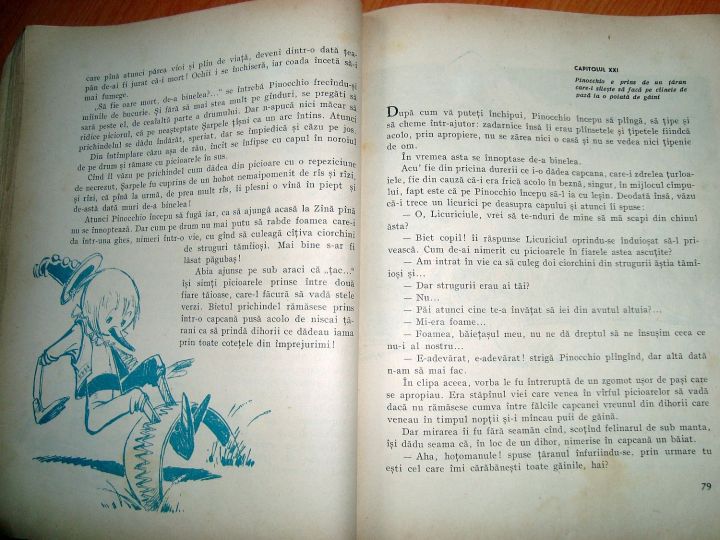 care pînă atunci părea vioi și plin de viață, deveni dintr-o dată țea-
păn de-ai fi jurat că-i mort! Ochii i se închiseră, iar coada încetă să-i
mai fumege.
„Să fie oare mort, de-a binelea?...“ se întrebă Pinocchio frecîndu-și
mîinile de bucurie. Și fără să mai stea mult pe gînduri, se pregăti să
sară peste el, de cealaltă parte a drumului. Dar n-apucă nici măcar să
ridice piciorul, că pe neașteptate Șarpele țîșni ca un arc întins. Atunci
prichindelul se dădu îndărăt, speriat, dar se împiedică și căzu pe jos.
Din întîmplare căzu așa de rău, încît se înfipse cu capul în noroiul
de pe drum și rămase cu picioarele în sus.
Cînd îl văzu pe prichindel cum dădea din picioare cu o repeziciune
de necrezut, Șarpele fu cuprins de un hohot nemaipomenit de rîs și rîzi,
și rîzi, că pînă la urmă, de prea mult rîs, îi plesni o vînă în piept și
de-astă dată muri de-a binelea!
Atunci Pinocchio începu să fugă iar, ca să ajungă acasă la Zînă pînă
nu se înnoptează. Dar cum pe drum nu mai putu să rabde foamea care-i
da într-una ghes, nimeri într-o vie, cu gînd să culeagă cîțiva ciorchini
de struguri tămîioși. Mai bine s-ar fi
lăsat păgubaș!
Abia ajunse pe sub araci că „țac...“
își simți picioarele prinse între două
fiare tăioase, care-l făcură să vadă stele
verzi. Bietul prichindel rămăsese prins
într-o capcană pusă acolo de niscai ță-
rani ca să prindă dihorii ce dădeau iama
prin toate cotețele din împrejurimi!
CAPITOLUL XXI
Pinocchio e prins de un țăran
care-l silește să facă pe cîinele de
pază la o poiată de găini
După cum vă puteți închipui, Pinocchio începu să plîngă, să țipe și
să cheme într-ajutor: zadarnice însă îi erau plînsetele și țipetele fiindcă
acolo, prin apropiere, nu se zărea nici o casă și nu se vedea nici țipenie
de om.
În vremea asta se înnoptase de-a binelea.
Acu' fie din pricina durerii ce i-o dădea capcana, care-i zdrelea țurloa-
iele, fie din cauză că-i era frică acolo în beznă, singur, în mijlocul cîmpu-
lui, fapt este că pe Pinocchio începu să-l ia cu leșin. Deodată însă, văzu
că-i trece un licurici pe deasupra capului și atunci îi spuse:
— O, Licuriciule, vrei să te-nduri de mine să mă scapi din chinul
ăsta?
— Biet copil! îi răspunse Licuriciul oprindu-se înduioșat să-l pri-
vească. Cum de-ai nimerit cu picioarele în fiarele astea ascuțite?
— Am intrat în vie ca să culeg doi ciorchini din strugurii ăștia tămî-
ioși și...
— Dar strugurii erau ai tăi?
— Nu...
— Păi atunci cine te-a învățat să iei din avutul altuia?...
— Mi-era foame...
— Foamea, băiețașul meu, nu ne dă dreptul să ne însușim ceea ce
nu-i al nostru...
— E-adevărat, e-adevărat! strigă Pinocchio plîngînd, dar altă dată
n-am să mai fac.
În clipa aceea, vorba le fu întreruptă de un zgomot ușor de pași care
se apropiau. Era stăpînul viei care venea în vîrful picioarelor să vadă
dacă nu rămăsese cumva între fălcile capcanei vreunul din dihorii care
veneau în timpul nopții și-i mîncau puii de găină.
Dar mirarea îi fu fără seamăn cînd, scoțînd felinarul de sub manta,
își dădu seama că, în loc de un dihor, nimerise în capcană un băiat.
— Aha, hoțomanule! spuse țăranul înfuriindu-se, prin urmare tu
ești cel care îmi cărăbănești toate găinile, hai?
79